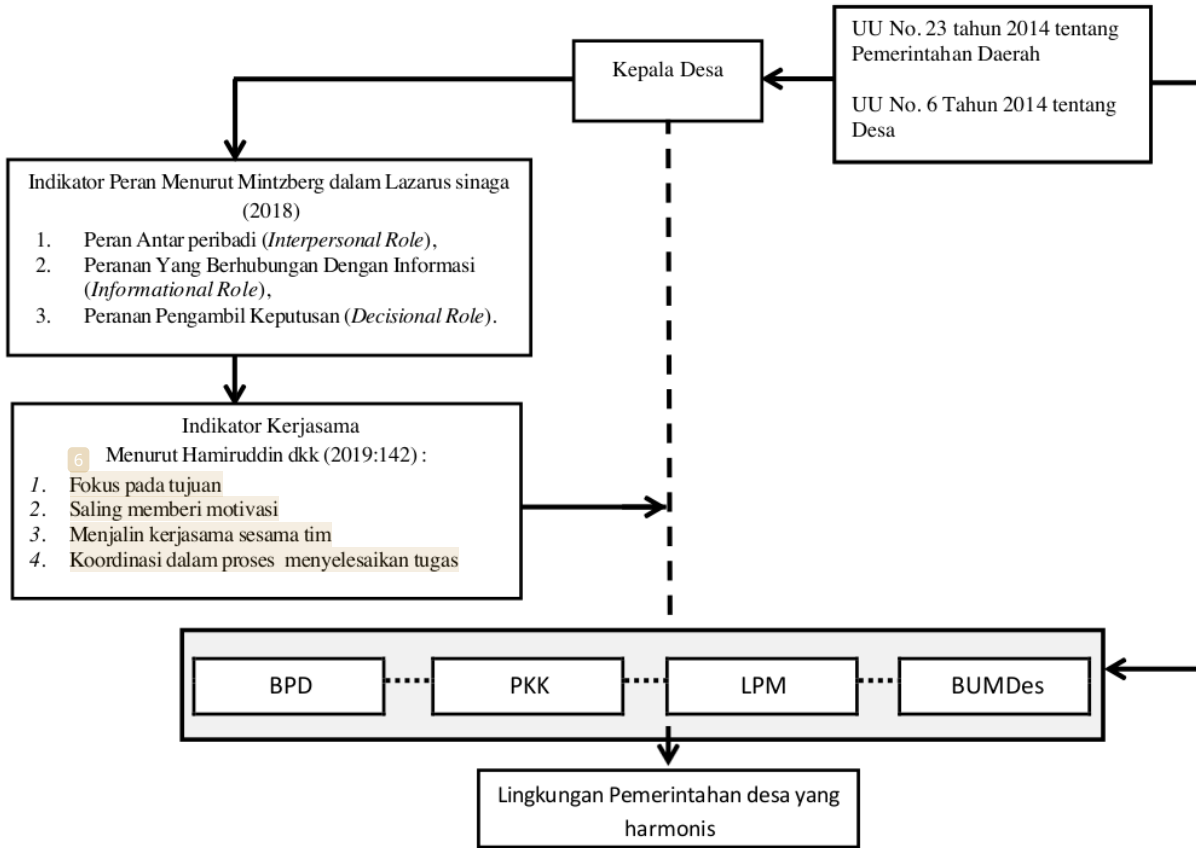 UU No. 23 tahun 2014 tentang
Pemerintahan Daerah
UU No. 6 Tahun 2014 tentang
Desa
Kepala Desa
Indikator Peran Menurut Mintzberg dalam Lazarus sinaga
(2018)
1. Peran Antar peribadi (Interpersonal Role),
2. Peranan Yang Berhubungan Dengan Informasi
(Informational Role),
3. Peranan Pengambil Keputusan (Decisional Role).
Indikator Kerjasama
6 Menurut Hamiruddin dkk (2019:142) :
1. Fokus pada tujuan
2. Saling memberi motivasi
3. Menjalin kerjasama sesama tim
4. Koordinasi dalam proses menyelesaikan tugas
BPD PKK LPM BUMDes
Lingkungan Pemerintahan desa yang
harmonis